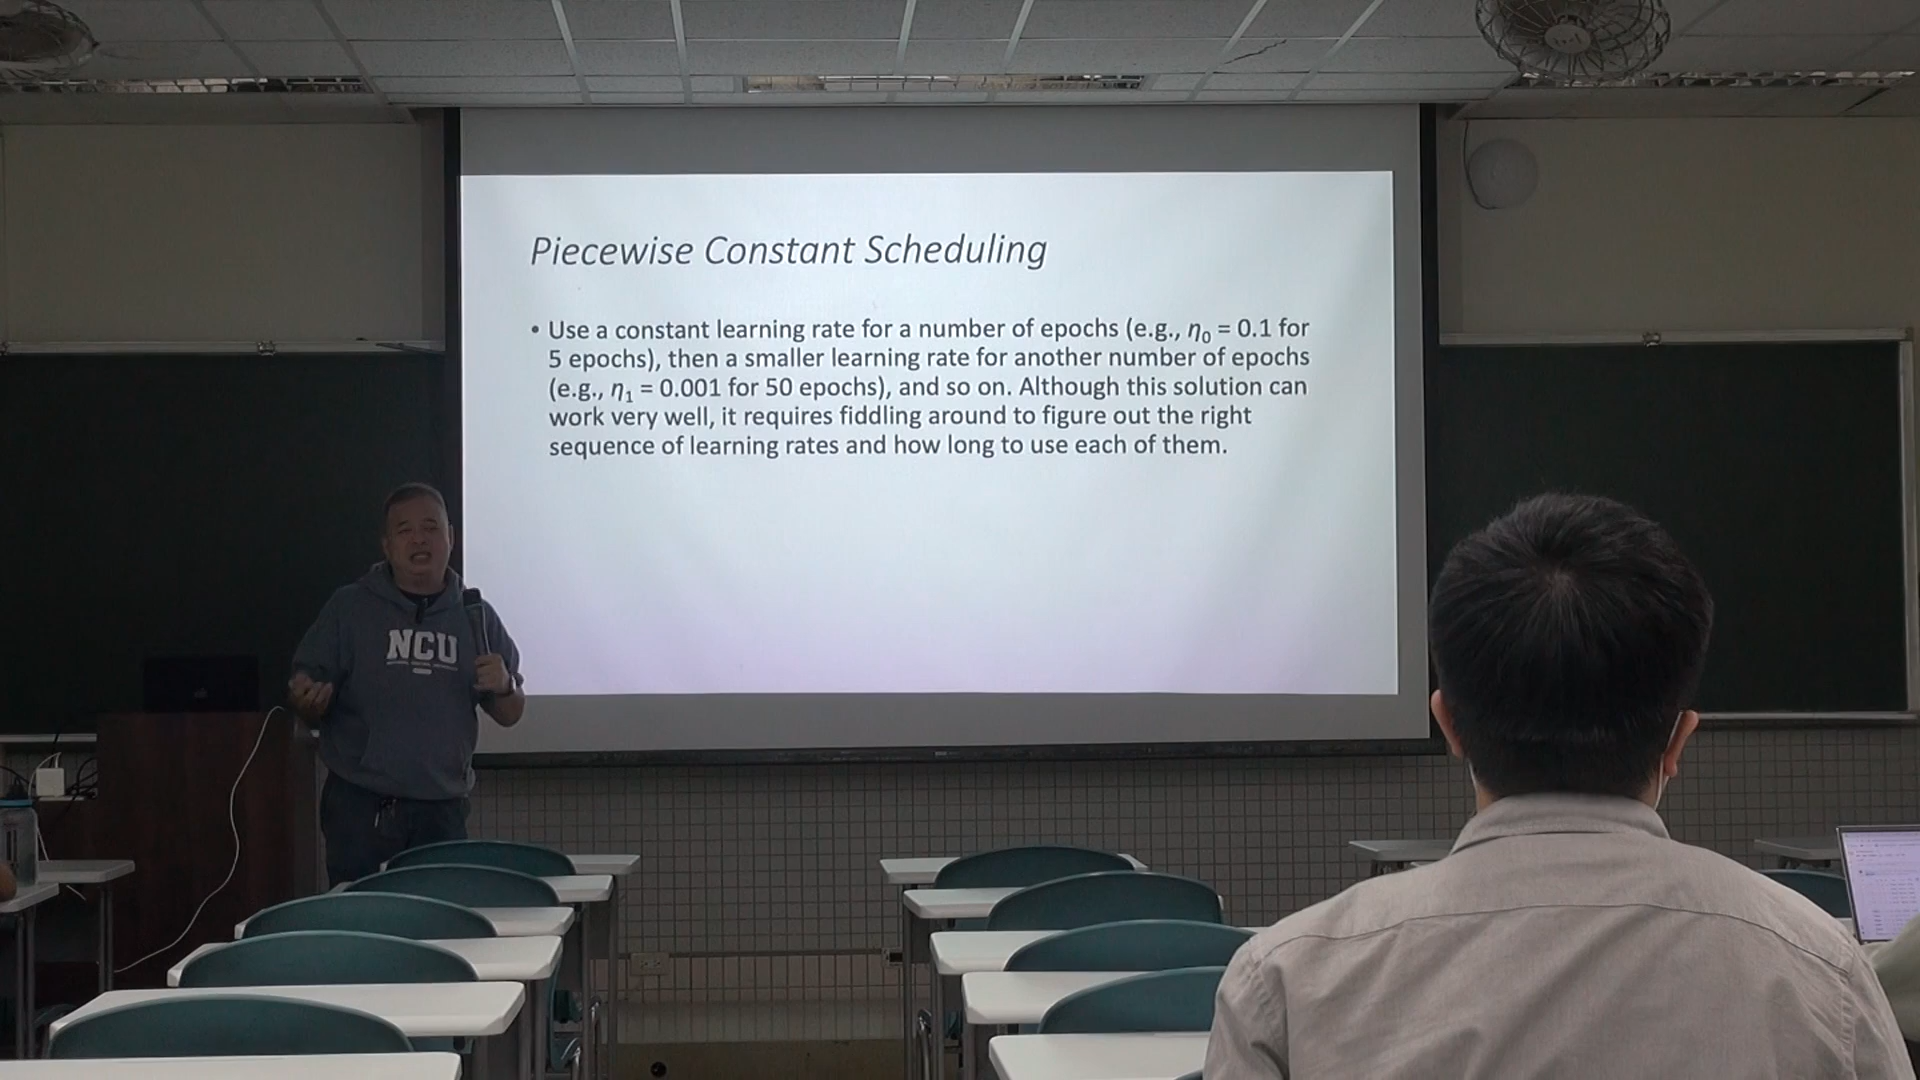 Piecewise Constant Scheduling
• Use a constant learning rate for a number of epochs (e.g., η₀ = 0.1 for
5 epochs), then a smaller learning rate for another number of epochs
(e.g., η₁ = 0.001 for 50 epochs), and so on. Although this solution can
work very well, it requires fiddling around to figure out the right
sequence of learning rates and how long to use each of them.
NCU